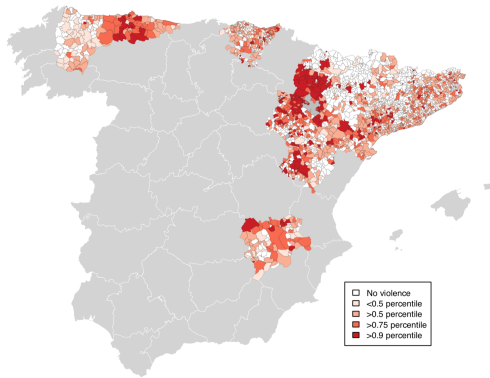 No violence
<0.5 percentile
>0.5 percentile
>0.75 percentile
>0.9 percentile